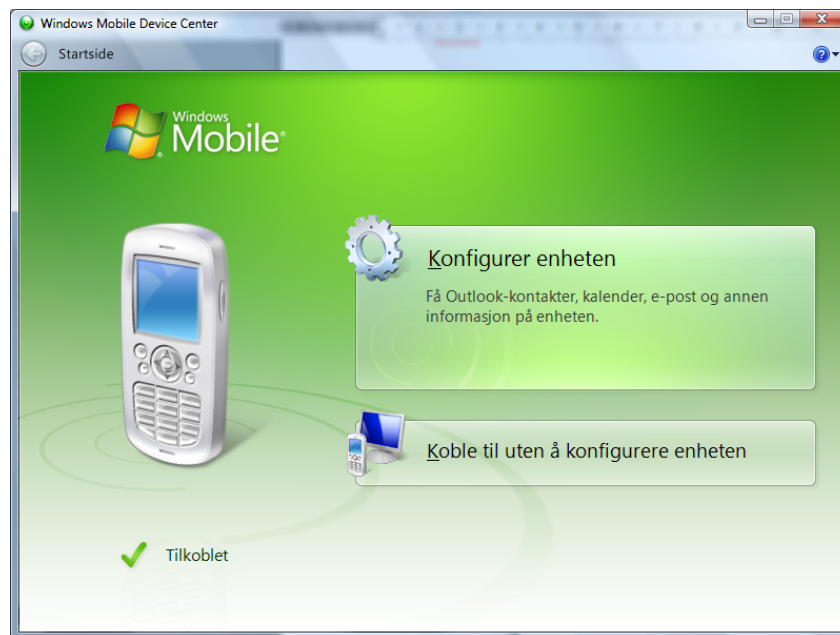 Windows Mobile Device Center
Startside
Windows
Mobile®
Konfigurer enheten
Få Outlook-kontakter, kalender, e-post og annen
informasjon på enheten.
Koble til uten å konfigurere enheten
Tilkoblet